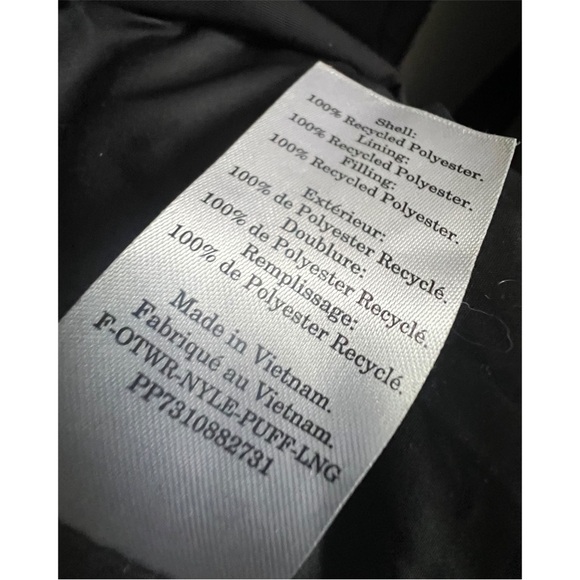 Shell:
100% Recycled Polyester.
Lining:
100% Recycled Polyester.
Filling:
100% Recycled Polyester.
Extérieur:
100% de Polyester Recyclé.
Doublure:
100% de Polyester Recyclé.
Remplissage:
100% de Polyester Recyclé.
Made in Vietnam.
Fabriqué au Vietnam.
F-OTWR-NYLE-PUFF-LNG
PP7310882731